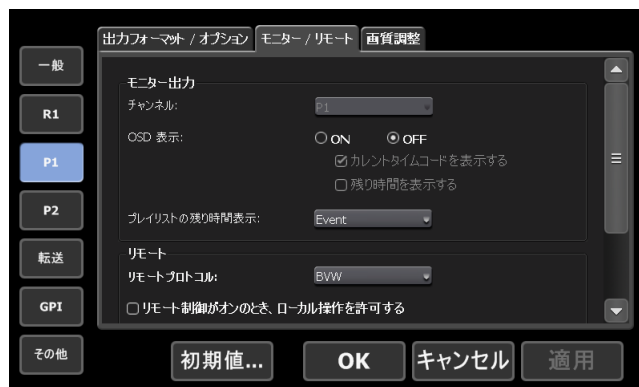 出力フォーマット / オプション モニター / リモート 画質調整
一般
R1
P1
P2
転送
GPI
その他
モニター出力
チャンネル: P1
OSD 表示: ON OFF
カレントタイムコードを表示する
残り時間を表示する
プレイリストの残り時間表示: Event
リモート
リモートプロトコル: BVW
リモート制御がオンのとき、ローカル操作を許可する
初期値... OK キャンセル 適用